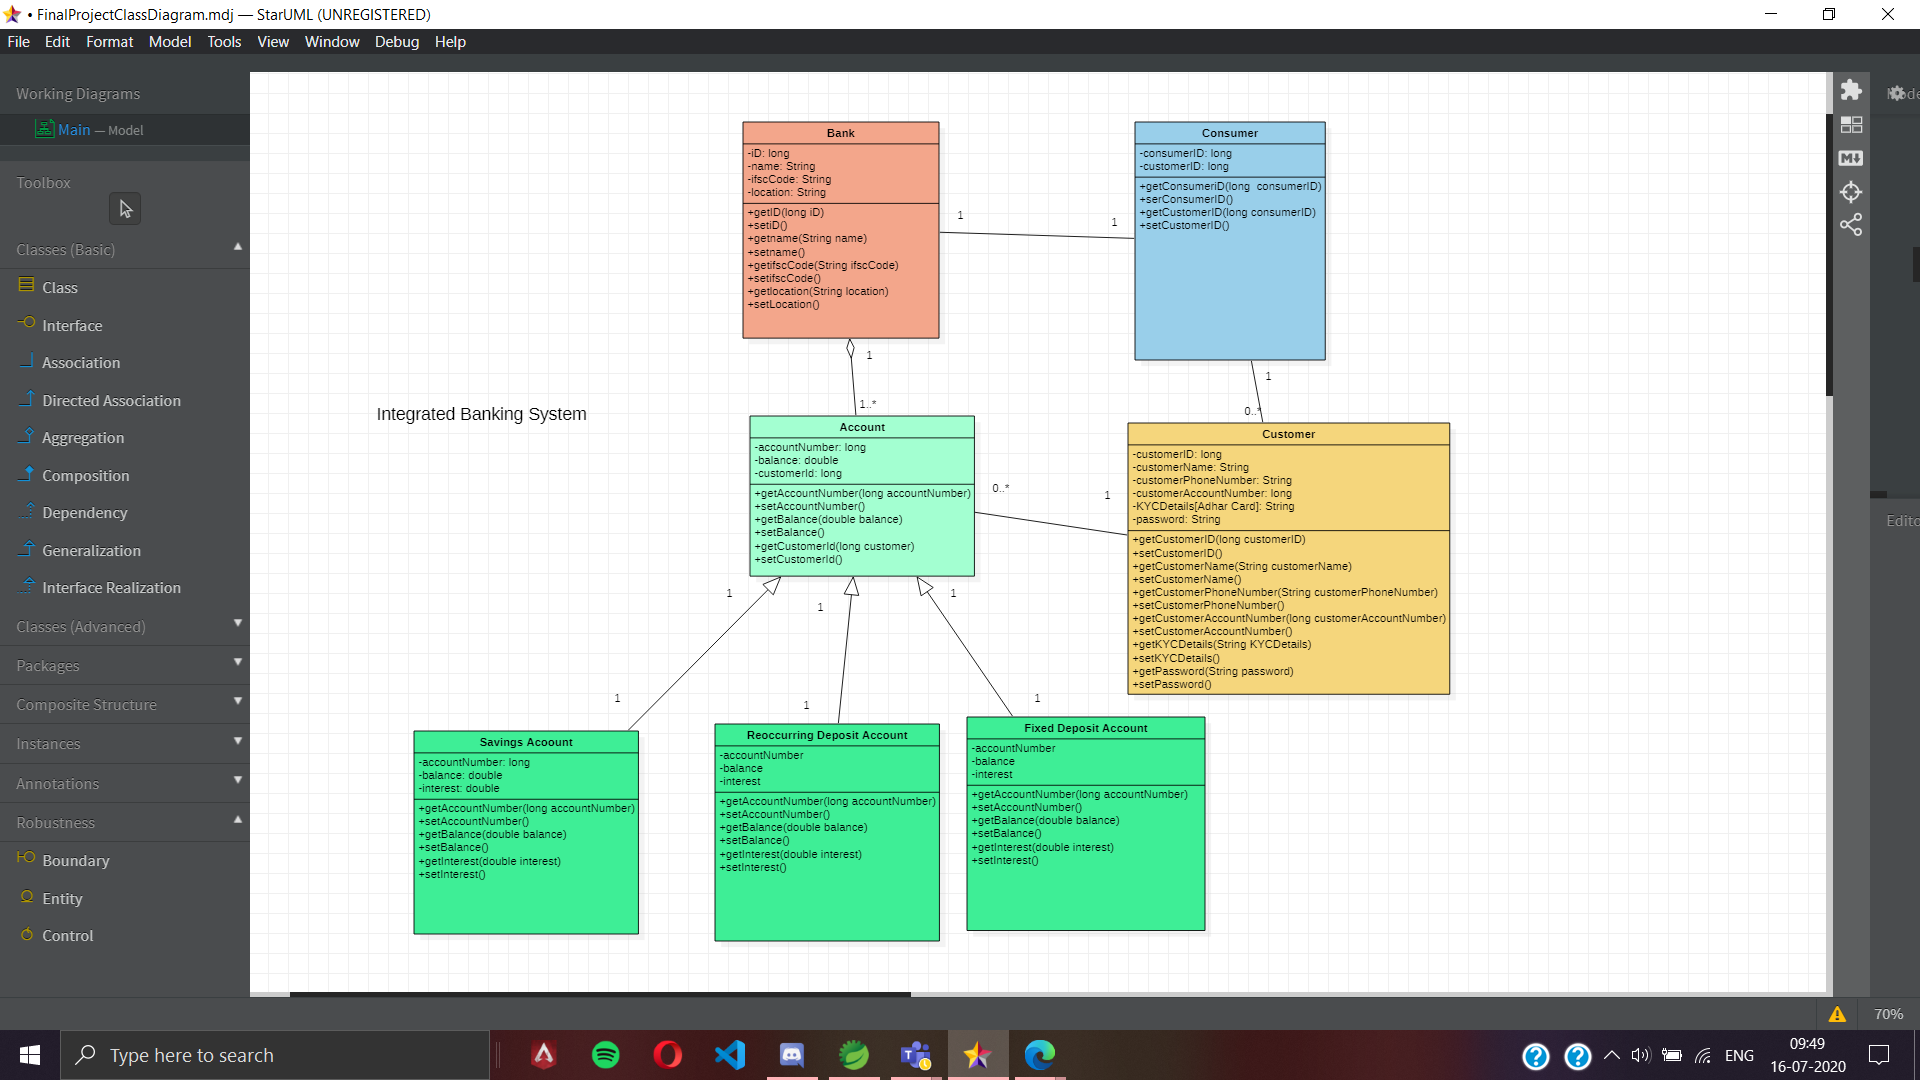 • FinalProjectClassDiagram.mdj — StarUML (UNREGISTERED)
File Edit Format Model Tools View Window Debug Help
Working Diagrams
Main — Model
Toolbox
Classes (Basic)
Class
Interface
Association
Directed Association
Aggregation
Composition
Dependency
Generalization
Interface Realization
Classes (Advanced)
Packages
Composite Structure
Instances
Annotations
Robustness
Boundary
Entity
Control
Bank
-iD: long
-name: String
-ifscCode: String
-location: String
+getID(long iD)
+setiD()
+getname(String name)
+setname()
+getifscCode(String ifscCode)
+setifscCode()
+getlocation(String location)
+setLocation()
1
1
Consumer
-consumerID: long
-customerID: long
+getConsumeriD(long  consumerID)
+serConsumerID()
+getCustomerID(long consumerID)
+setCustomerID()
1
1..*
1
0..*
Integrated Banking System
Account
-accountNumber: long
-balance: double
-customerId: long
+getAccountNumber(long accountNumber)
+setAccountNumber()
+getBalance(double balance)
+setBalance()
+getCustomerId(long customer)
+setCustomerId()
0..*
1
Customer
-customerID: long
-customerName: String
-customerPhoneNumber: String
-customerAccountNumber: long
-KYCDetails[Adhar Card]: String
-password: String
+getCustomerID(long customerID)
+setCustomerID()
+getCustomerName(String customerName)
+setCustomerName()
+getCustomerPhoneNumber(String customerPhoneNumber)
+setCustomerPhoneNumber()
+getCustomerAccountNumber(long customerAccountNumber)
+setCustomerAccountNumber()
+getKYCDetails(String KYCDetails)
+setKYCDetails()
+getPassword(String password)
+setPassword()
1
1
1
1
1
1
Savings Acoount
-accountNumber: long
-balance: double
-interest: double
+getAccountNumber(long accountNumber)
+setAccountNumber()
+getBalance(double balance)
+setBalance()
+getInterest(double interest)
+setInterest()
Reoccurring Deposit Account
-accountNumber
-balance
-interest
+getAccountNumber(long accountNumber)
+setAccountNumber()
+getBalance(double balance)
+setBalance()
+getInterest(double interest)
+setInterest()
Fixed Deposit Account
-accountNumber
-balance
-interest
+getAccountNumber(long accountNumber)
+setAccountNumber()
+getBalance(double balance)
+setBalance()
+getInterest(double interest)
+setInterest()
M
Edito
70%
Type here to search
ENG
09:49
16-07-2020